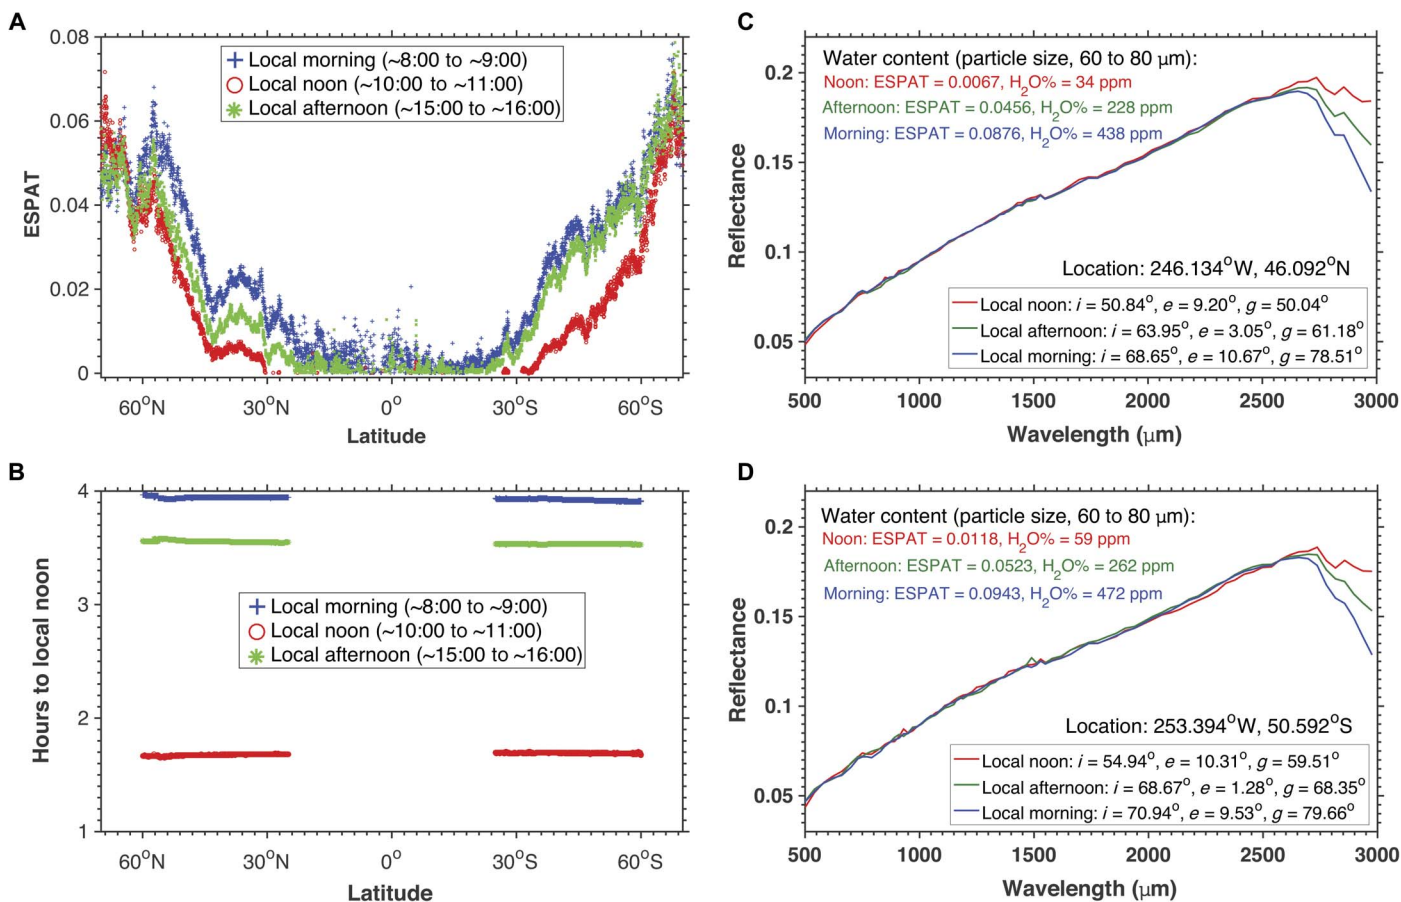 A
0.08
0.06
0.04
0.02
0
ESPAT
Local morning (~8:00 to ~9:00)
Local noon (~10:00 to ~11:00)
Local afternoon (~15:00 to ~16:00)
60°N
30°N
0°
30°S
60°S
Latitude
B
4
3
2
1
Hours to local noon
Local morning (~8:00 to ~9:00)
Local noon (~10:00 to ~11:00)
Local afternoon (~15:00 to ~16:00)
60°N
30°N
0°
30°S
60°S
Latitude
C
0.2
0.15
0.1
0.05
Reflectance
Water content (particle size, 60 to 80 μm):
Noon: ESPAT = 0.0067, H₂O% = 34 ppm
Afternoon: ESPAT = 0.0456, H₂O% = 228 ppm
Morning: ESPAT = 0.0876, H₂O% = 438 ppm
Location: 246.134°W, 46.092°N
Local noon: i = 50.84°, e = 9.20°, g = 50.04°
Local afternoon: i = 63.95°, e = 3.05°, g = 61.18°
Local morning: i = 68.65°, e = 10.67°, g = 78.51°
500
1000
1500
2000
2500
3000
Wavelength (μm)
D
0.2
0.15
0.1
0.05
Reflectance
Water content (particle size, 60 to 80 μm):
Noon: ESPAT = 0.0118, H₂O% = 59 ppm
Afternoon: ESPAT = 0.0523, H₂O% = 262 ppm
Morning: ESPAT = 0.0943, H₂O% = 472 ppm
Location: 253.394°W, 50.592°S
Local noon: i = 54.94°, e = 10.31°, g = 59.51°
Local afternoon: i = 68.67°, e = 1.28°, g = 68.35°
Local morning: i = 70.94°, e = 9.53°, g = 79.66°
500
1000
1500
2000
2500
3000
Wavelength (μm)